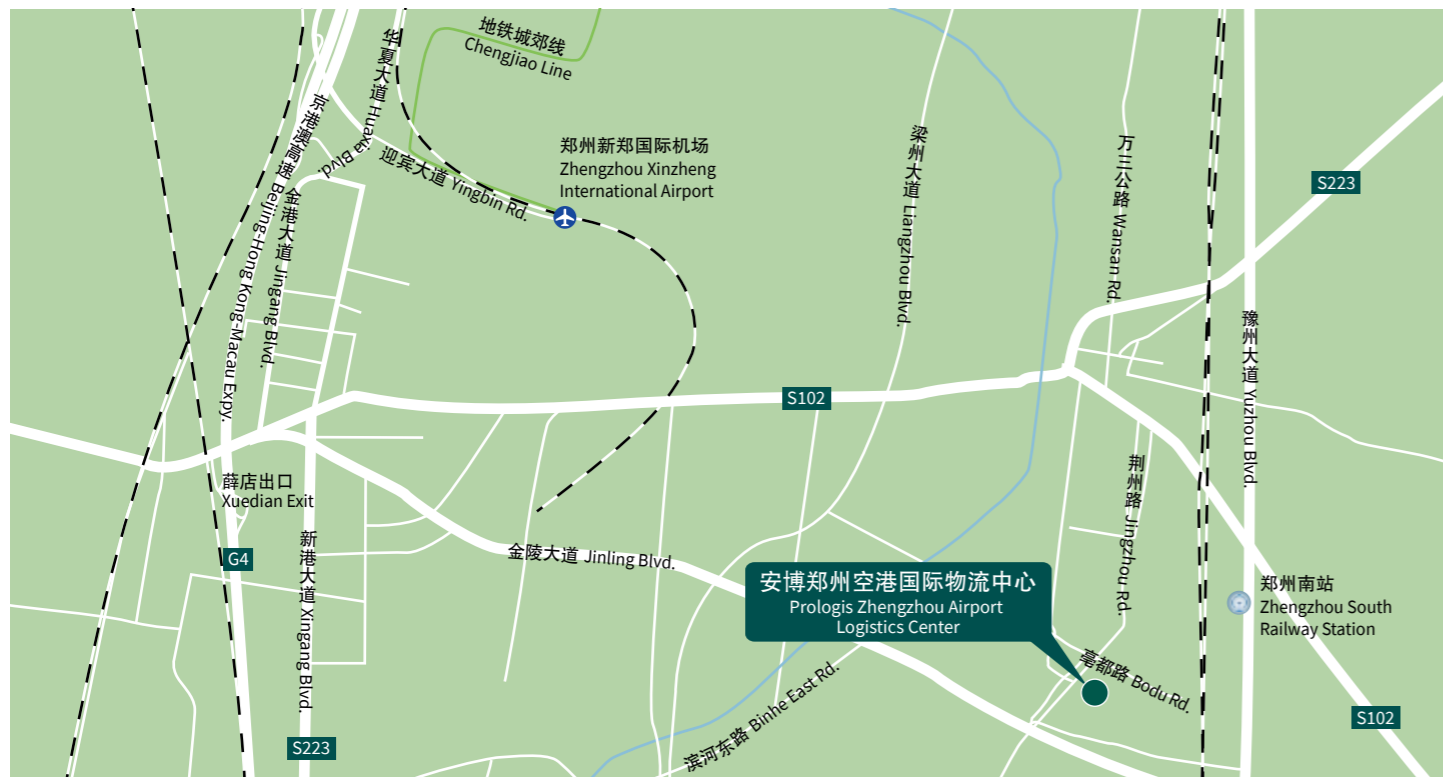 地铁城郊线
Chengjiao Line
华夏大道 Huaxia Blvd.
京港澳高速 Beijing-Hong Kong-Macau Expy.
迎宾大道 Yingbin Rd.
郑州新郑国际机场
Zhengzhou Xinzheng
International Airport
梁州大道 Liangzhou Blvd.
万三公路 Wansan Rd.
S223
金港大道 Jingang Blvd.
豫州大道 Yuzhou Blvd.
S102
薛店出口
Xuedian Exit
荆州路 Jingzhou Rd.
G4
新港大道 Xingang Blvd.
金陵大道 Jinling Blvd.
安博郑州空港国际物流中心
Prologis Zhengzhou Airport
Logistics Center
郑州南站
Zhengzhou South
Railway Station
亳都路 Bodu Rd.
滨河东路 Binhe East Rd.
S223
S102